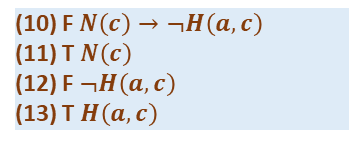 (10) F N(c) → ¬H(a, c)
(11) T N(c)
(12) F ¬H(a, c)
(13) T H(a, c)